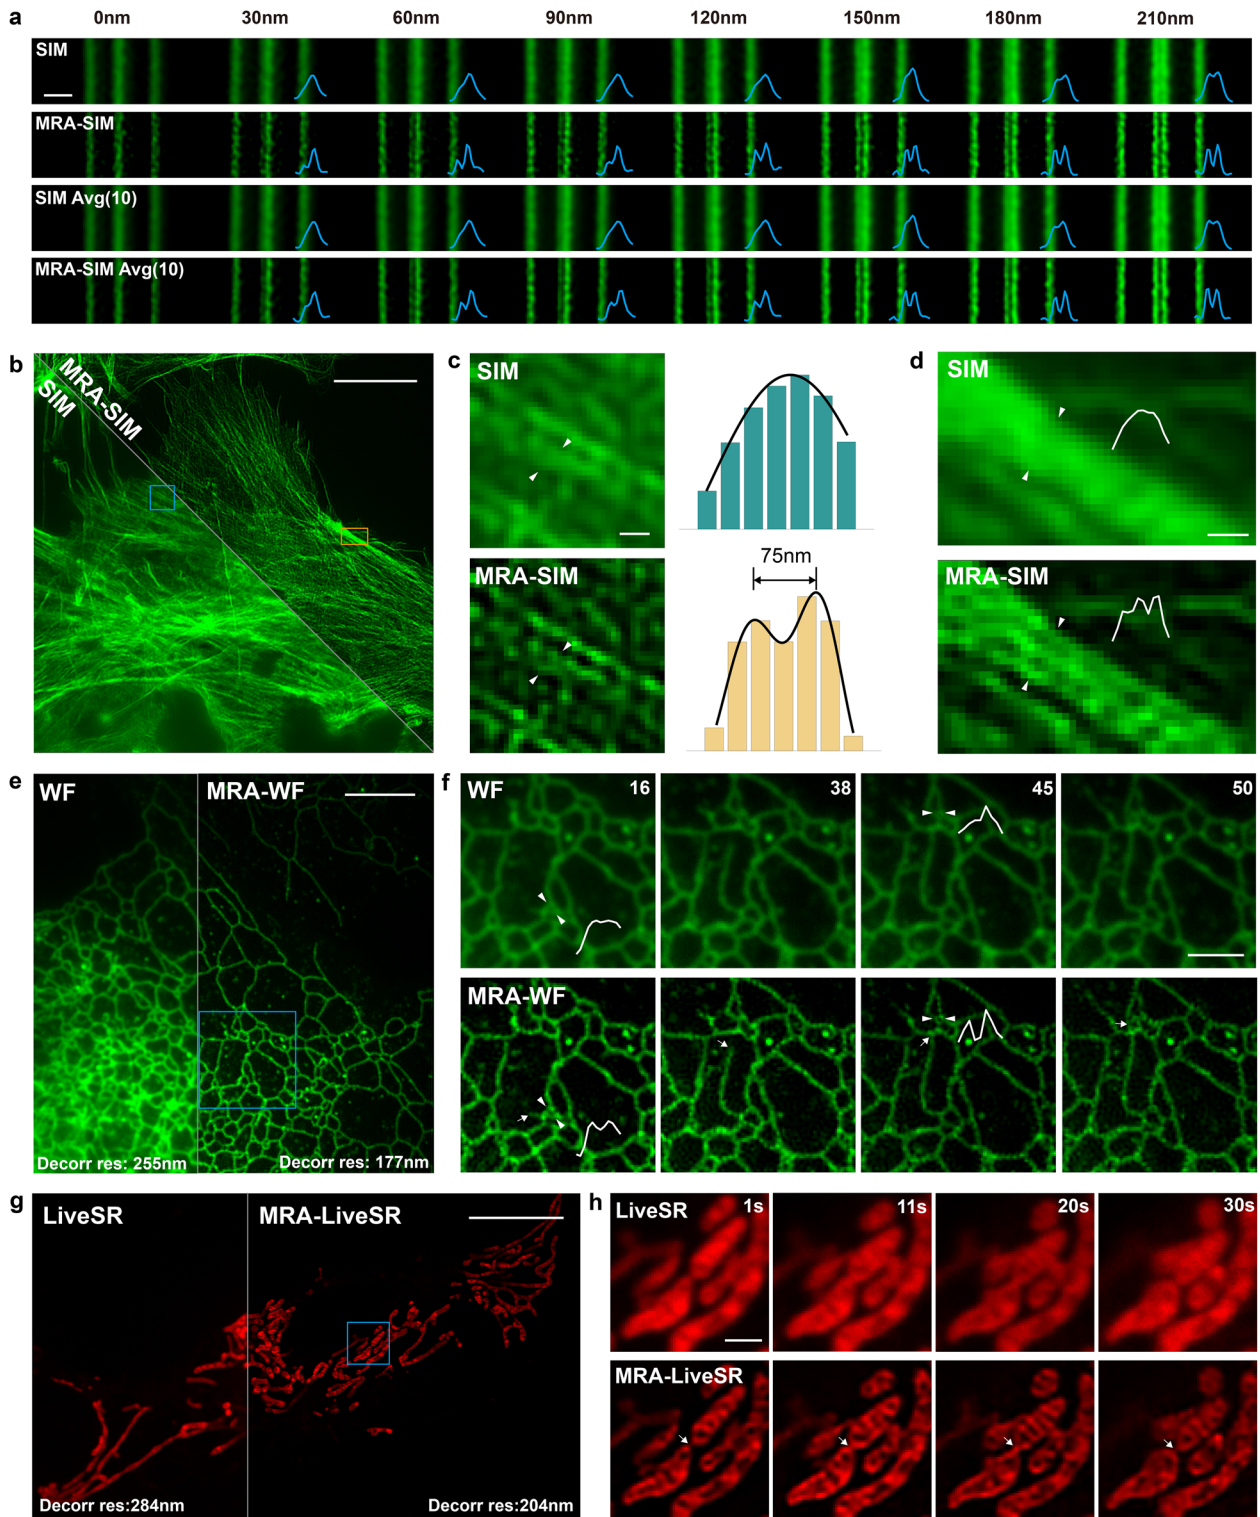 a 0nm 30nm 60nm 90nm 120nm 150nm 180nm 210nm
SIM
MRA-SIM
SIM Avg(10)
MRA-SIM Avg(10)
b
MRA-SIM
SIM
c
SIM
MRA-SIM
75nm
d
SIM
MRA-SIM
e
WF MRA-WF
Decorr res: 255nm Decorr res: 177nm
f
WF 16 38 45 50
MRA-WF
g
LiveSR MRA-LiveSR
Decorr res:284nm Decorr res:204nm
h
LiveSR 1s 11s 20s 30s
MRA-LiveSR